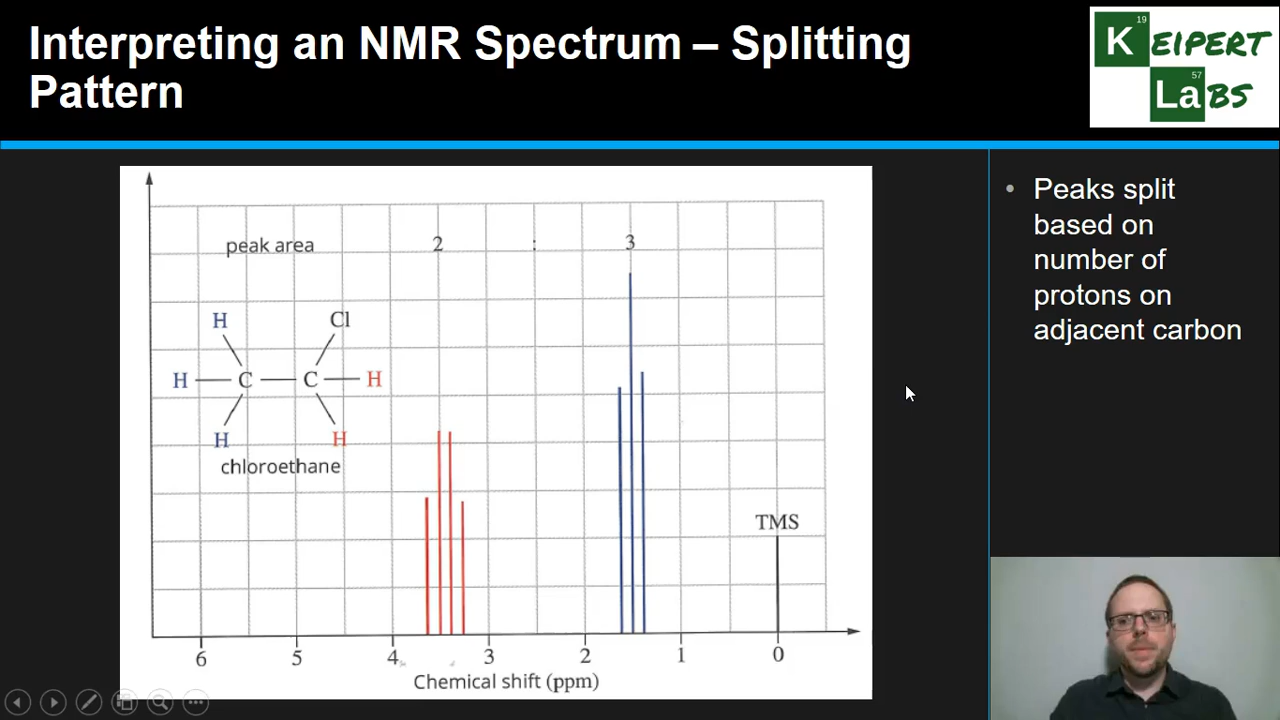 Interpreting an NMR Spectrum – Splitting
Pattern
19
K EIPERT
57
La BS
peak area 2 : 3
H Cl
H C C H
H H
chloroethane
TMS
6 5 4 3 2 1 0
Chemical shift (ppm)
• Peaks split
based on
number of
protons on
adjacent carbon